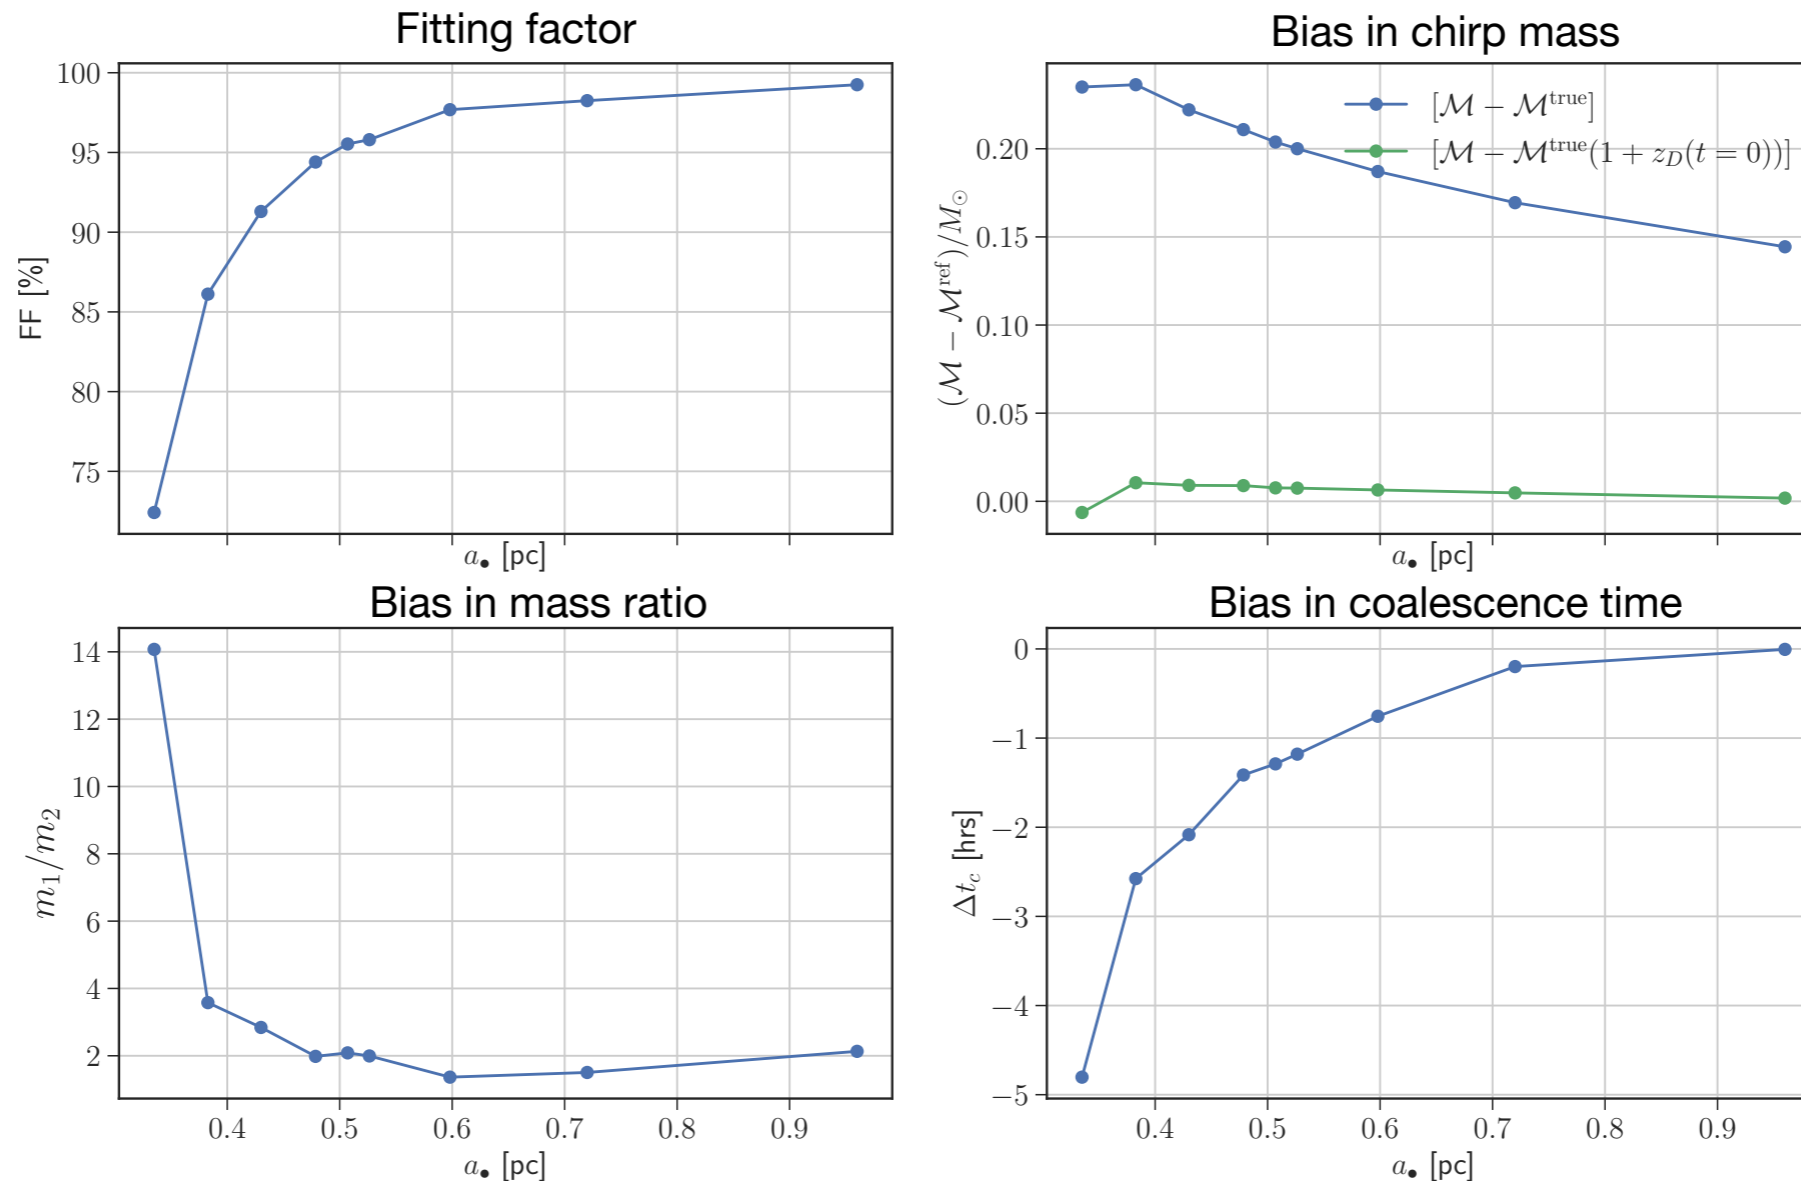 Fitting factor
100
95
90
85
80
75
FF [%]
a• [pc]
Bias in chirp mass
[ℳ − ℳ^true]
[ℳ − ℳ^true(1 + z_D(t = 0))]
0.20
0.15
0.10
0.05
0.00
(ℳ − ℳ^ref)/M_⊙
a• [pc]
Bias in mass ratio
14
12
10
8
6
4
2
m_1/m_2
0.4 0.5 0.6 0.7 0.8 0.9
a• [pc]
Bias in coalescence time
0
−1
−2
−3
−4
−5
Δt_c [hrs]
0.4 0.5 0.6 0.7 0.8 0.9
a• [pc]